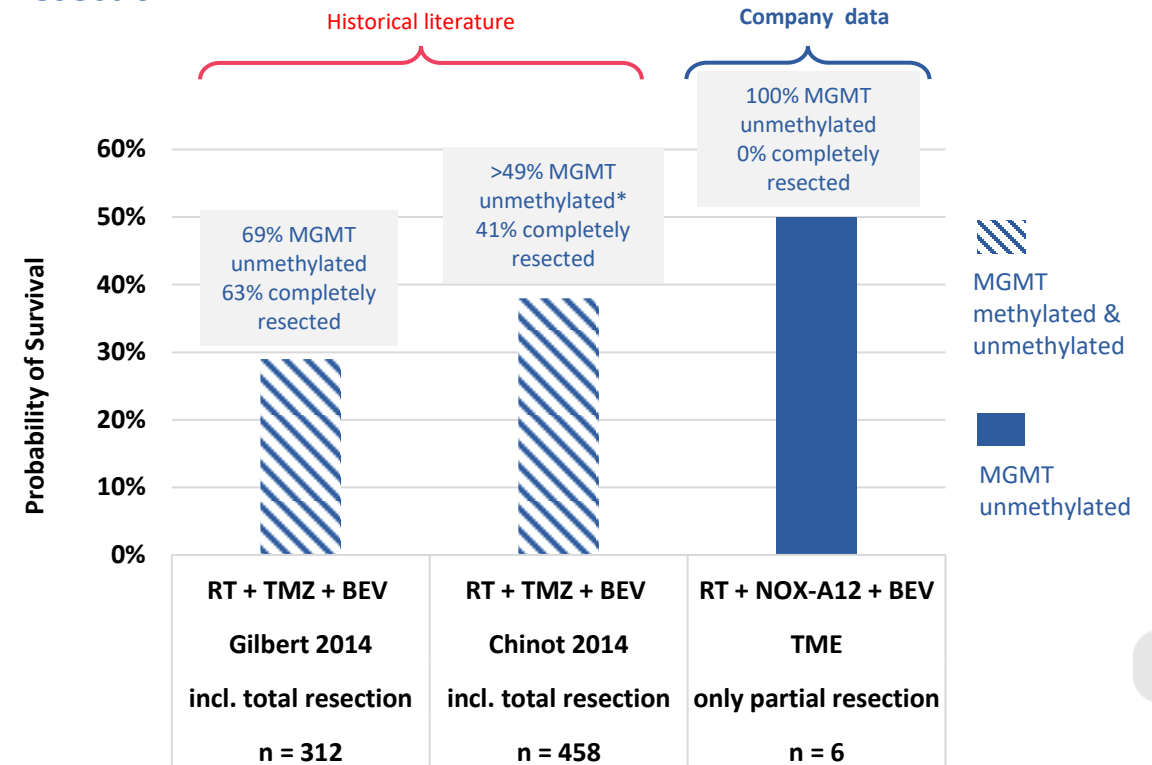 Historical literature
Company data
100% MGMT
unmethylated
0% completely
resected
>49% MGMT
unmethylated*
41% completely
resected
69% MGMT
unmethylated
63% completely
resected
60%
50%
40%
30%
20%
10%
0%
Probability of Survival
MGMT
methylated &
unmethylated
MGMT
unmethylated
RT + TMZ + BEV
Gilbert 2014
incl. total resection
n = 312
RT + TMZ + BEV
Chinot 2014
incl. total resection
n = 458
RT + NOX-A12 + BEV
TME
only partial resection
n = 6